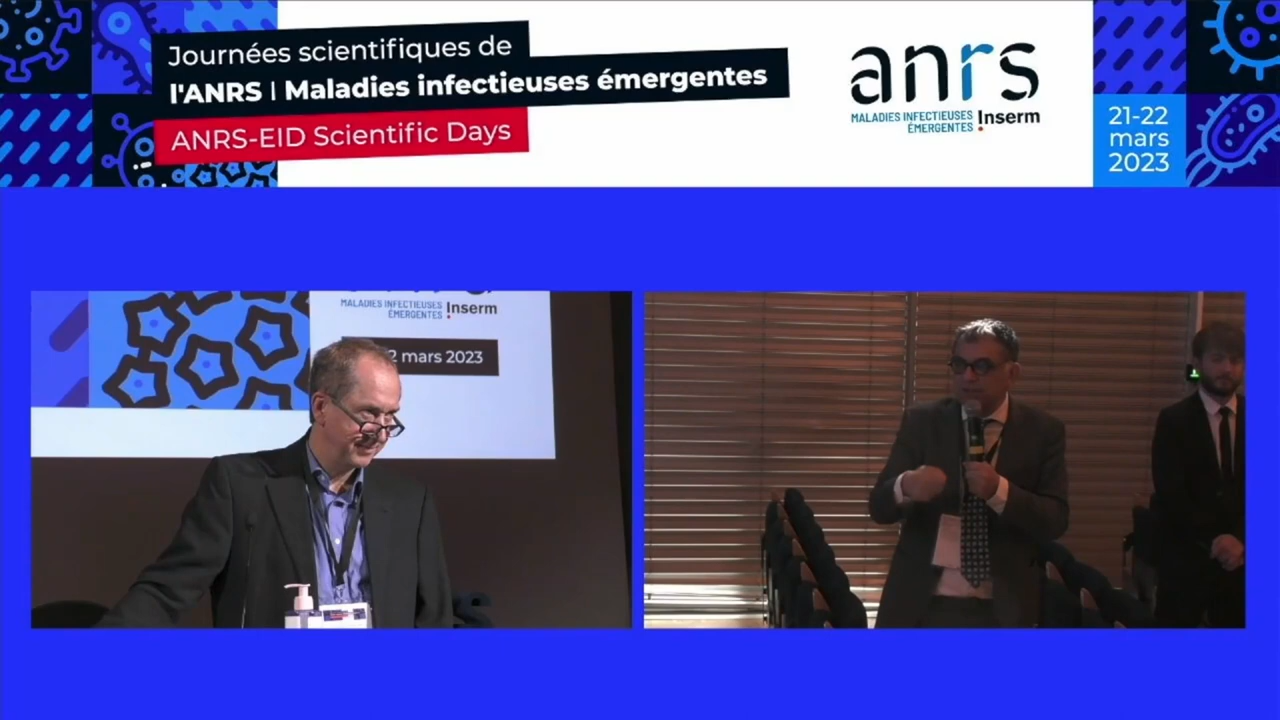 Journées scientifiques de
l'ANRS | Maladies infectieuses émergentes
ANRS-EID Scientific Days
anrs
MALADIES INFECTIEUSES
ÉMERGENTES Inserm
21-22
mars
2023
MALADIES INFECTIEUSES
ÉMERGENTES Inserm
2 mars 2023